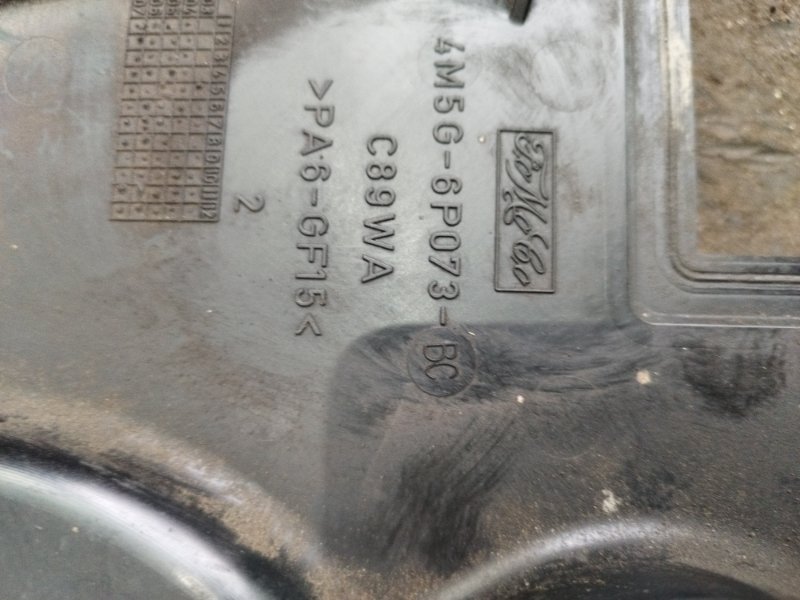 FoMoCo
4M5G-6P073-BC
C89WA
>PA6-GF15<
2